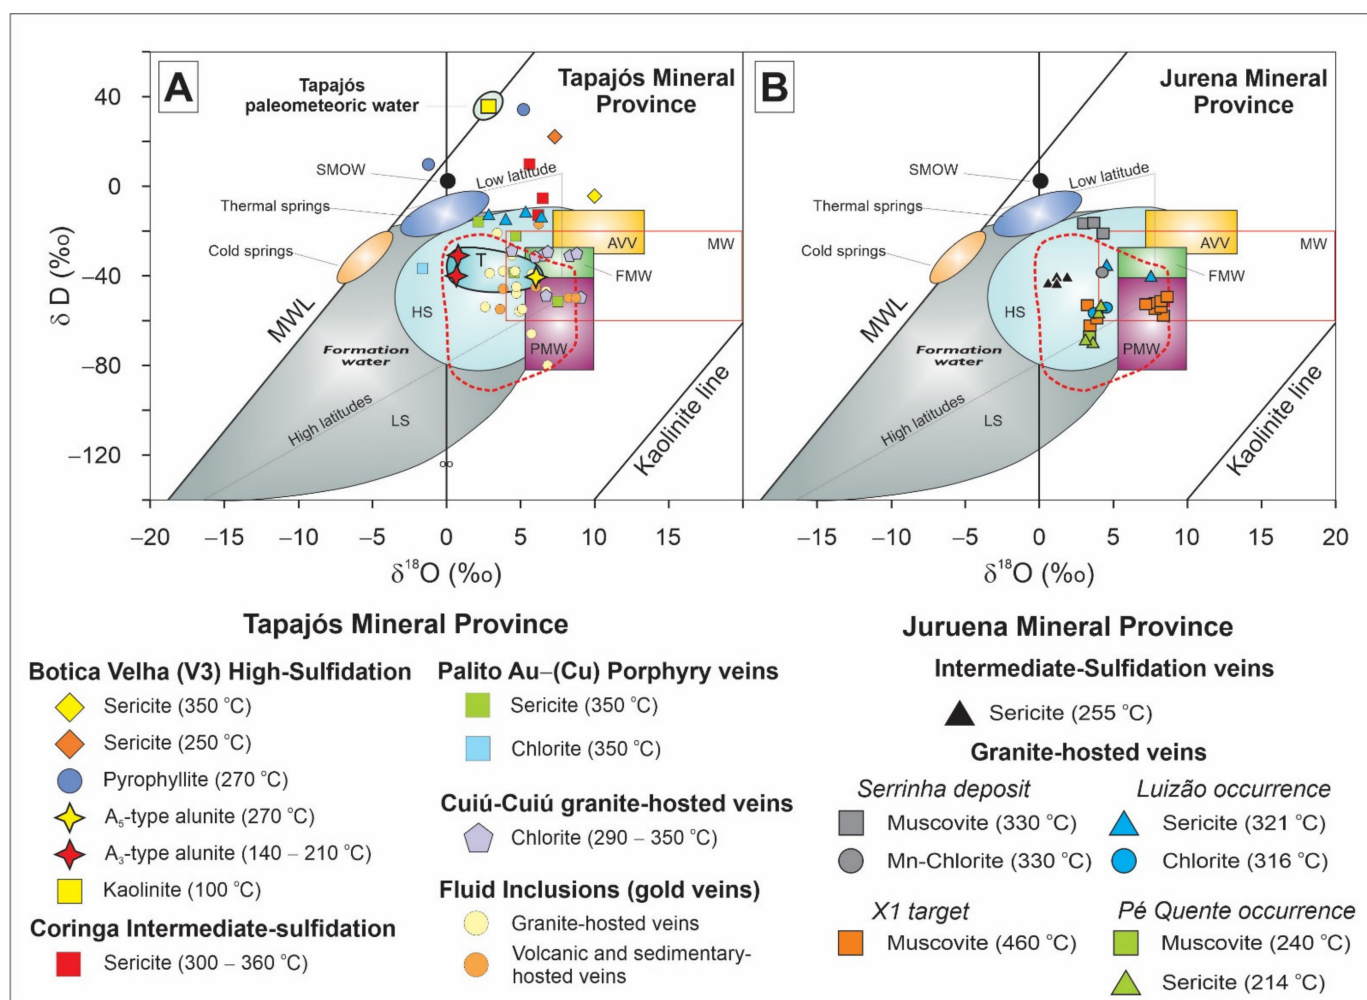 A
Tapajós Mineral
Province
Tapajós
paleometeoric water
SMOW
Low latitude
Thermal springs
Cold springs
AVV
MW
FMW
T
HS
MWL
Formation
water
PMW
High latitudes
LS
Kaolinite line
40
0
−40
−80
−120
δ D (‰)
−20
−15
−10
−5
0
5
10
15
δ¹⁸O (‰)
B
Jurena Mineral
Province
SMOW
Low latitude
Thermal springs
Cold springs
AVV
MW
FMW
HS
MWL
Formation
water
PMW
High latitudes
LS
Kaolinite line
−15
−10
−5
0
5
10
15
20
δ¹⁸O (‰)
Tapajós Mineral Province
Botica Velha (V3) High-Sulfidation
Sericite (350 °C)
Sericite (250 °C)
Pyrophyllite (270 °C)
A₅-type alunite (270 °C)
A₃-type alunite (140 – 210 °C)
Kaolinite (100 °C)
Coringa Intermediate-sulfidation
Sericite (300 – 360 °C)
Palito Au–(Cu) Porphyry veins
Sericite (350 °C)
Chlorite (350 °C)
Cuiú-Cuiú granite-hosted veins
Chlorite (290 – 350 °C)
Fluid Inclusions (gold veins)
Granite-hosted veins
Volcanic and sedimentary-
hosted veins
Juruena Mineral Province
Intermediate-Sulfidation veins
Sericite (255 °C)
Granite-hosted veins
Serrinha deposit
Muscovite (330 °C)
Mn-Chlorite (330 °C)
Luizão occurrence
Sericite (321 °C)
Chlorite (316 °C)
X1 target
Muscovite (460 °C)
Pé Quente occurrence
Muscovite (240 °C)
Sericite (214 °C)